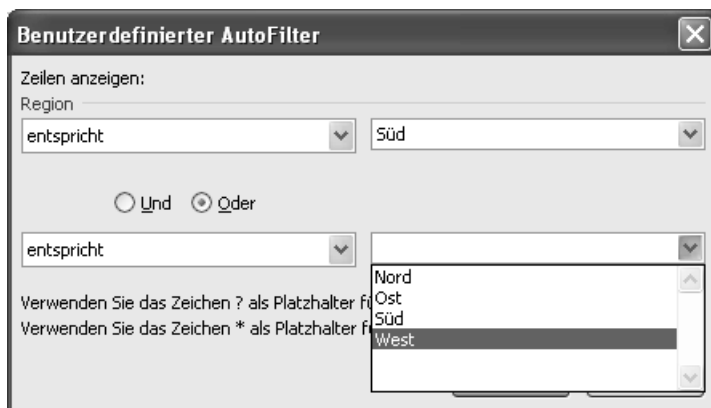 Benutzerdefinierter AutoFilter
Zeilen anzeigen:
Region
entspricht Süd
Und Oder
entspricht
Nord
Ost
Süd
West
Verwenden Sie das Zeichen ? als Platzhalter
Verwenden Sie das Zeichen * als Platzhalter